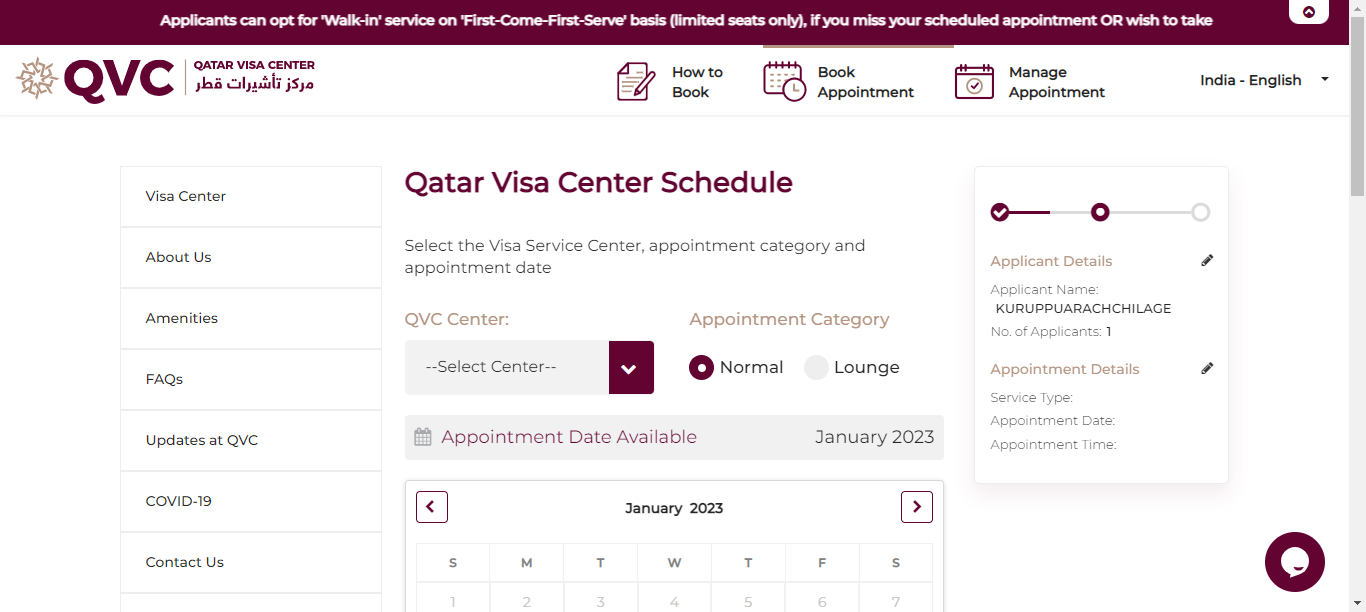 Applicants can opt for 'Walk-in' service on 'First-Come-First-Serve' basis (limited seats only), if you miss your scheduled appointment OR wish to take
QVC
QATAR VISA CENTER
مركز تأشيرات قطر
How to
Book
Book
Appointment
Manage
Appointment
India - English
Visa Center
About Us
Amenities
FAQs
Updates at QVC
COVID-19
Contact Us
Qatar Visa Center Schedule
Select the Visa Service Center, appointment category and
appointment date
QVC Center:
--Select Center--
Appointment Category
Normal
Lounge
Appointment Date Available
January 2023
January 2023
S M T W T F S
1 2 3 4 5 6 7
Applicant Details
Applicant Name:
KURUPPUARACHCHILAGE
No. of Applicants: 1
Appointment Details
Service Type:
Appointment Date:
Appointment Time: